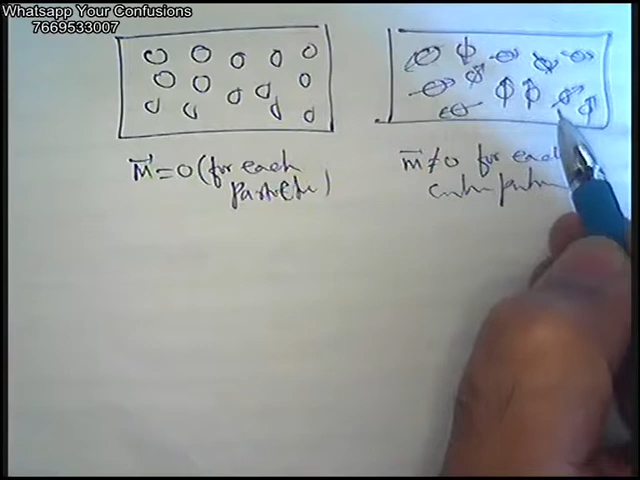 Whatsapp Your Confusions
7669533007
M⃗ = 0 (for each
particle)
m⃗ ≠ 0 for each